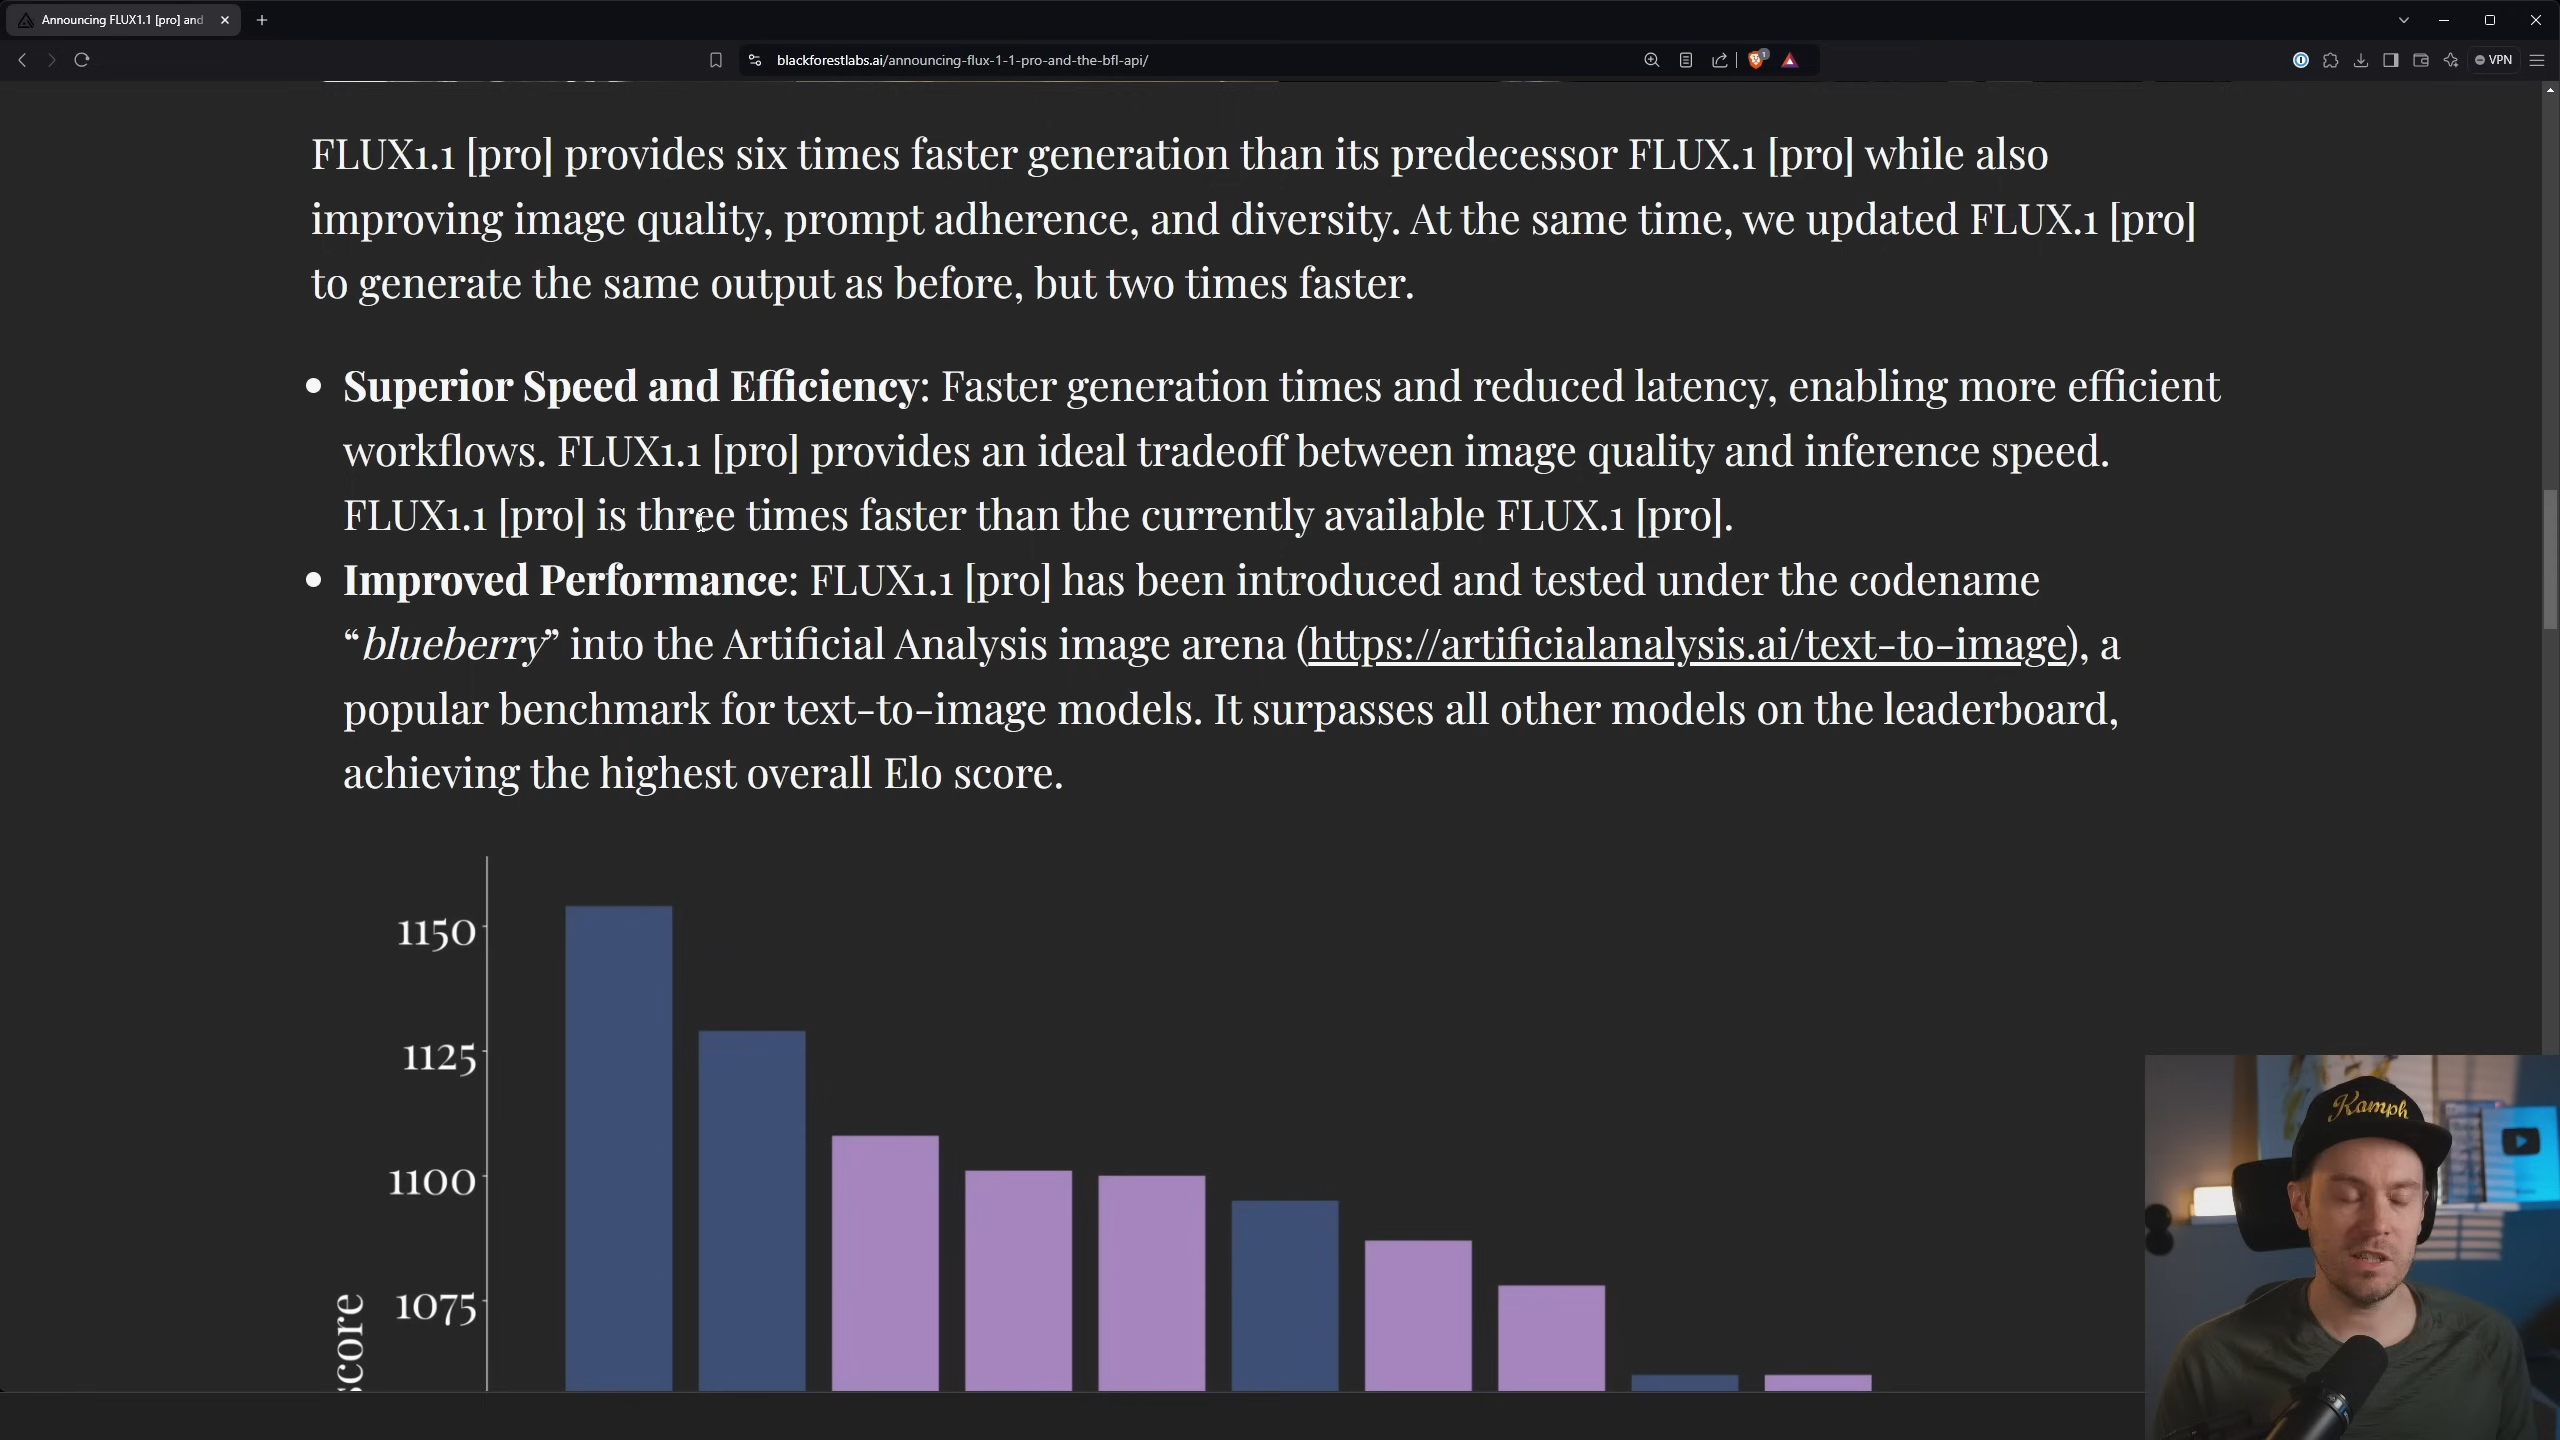 Announcing FLUX1.1 [pro] and
blackforestlabs.ai/announcing-flux-1-1-pro-and-the-bfl-api/
1
VPN
FLUX1.1 [pro] provides six times faster generation than its predecessor FLUX.1 [pro] while also
improving image quality, prompt adherence, and diversity. At the same time, we updated FLUX.1 [pro]
to generate the same output as before, but two times faster.
Superior Speed and Efficiency: Faster generation times and reduced latency, enabling more efficient
workflows. FLUX1.1 [pro] provides an ideal tradeoff between image quality and inference speed.
FLUX1.1 [pro] is three times faster than the currently available FLUX.1 [pro].
Improved Performance: FLUX1.1 [pro] has been introduced and tested under the codename
“blueberry” into the Artificial Analysis image arena (https://artificialanalysis.ai/text-to-image), a
popular benchmark for text-to-image models. It surpasses all other models on the leaderboard,
achieving the highest overall Elo score.
1150
1125
1100
1075
score
Kamph